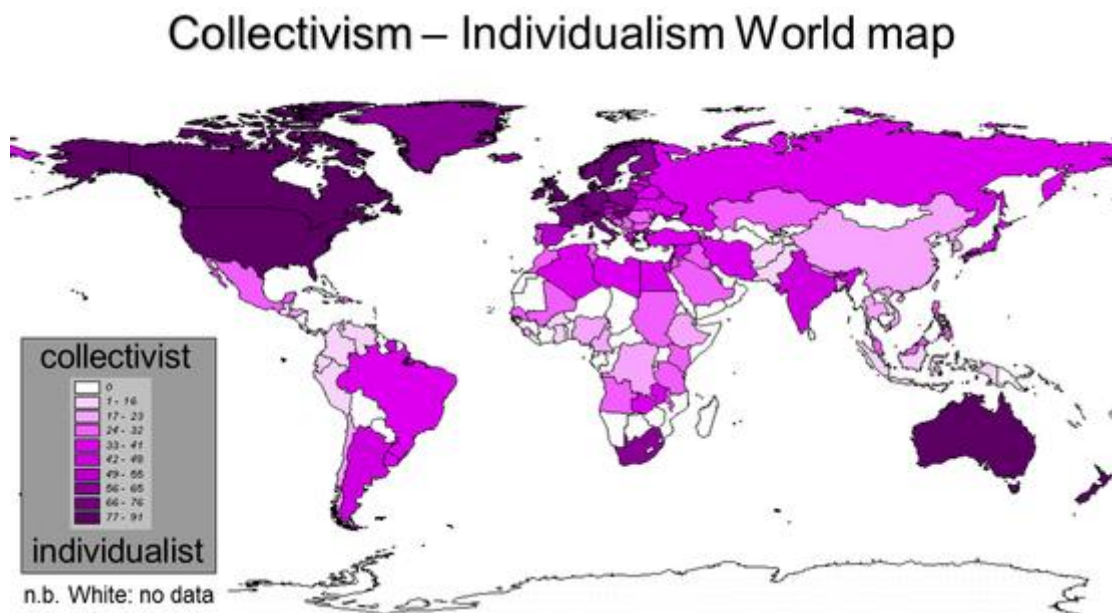 Collectivism – Individualism World map
collectivist
0
1 - 16
17 - 23
24 - 32
33 - 41
42 - 48
49 - 55
56 - 65
66 - 76
77 - 91
individualist
n.b. White: no data